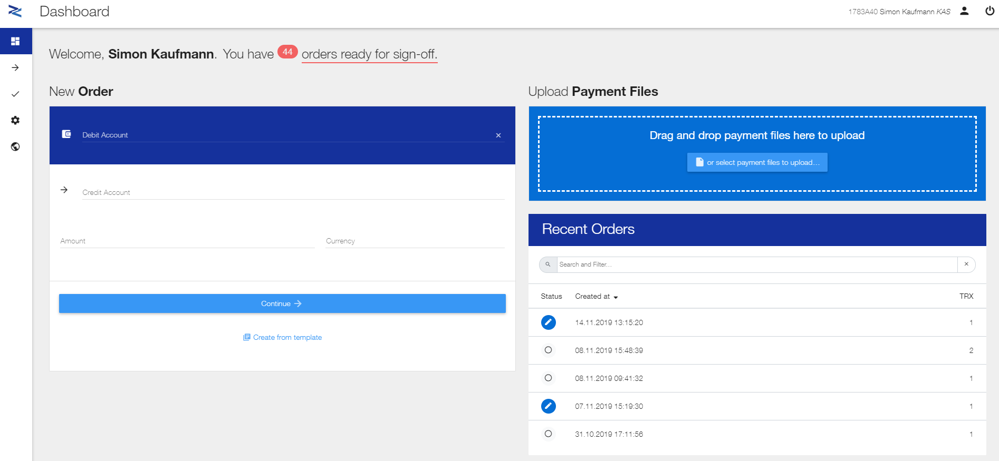 Dashboard
1783A40 Simon Kaufmann KAS
Welcome, Simon Kaufmann. You have 44 orders ready for sign-off.
New Order
Debit Account
Credit Account
Amount
Currency
Continue
Create from template
Upload Payment Files
Drag and drop payment files here to upload
or select payment files to upload...
Recent Orders
Search and Filter...
Status Created at TRX
14.11.2019 13:15:20 1
08.11.2019 15:48:39 2
08.11.2019 09:41:32 1
07.11.2019 15:19:30 1
31.10.2019 17:11:56 1